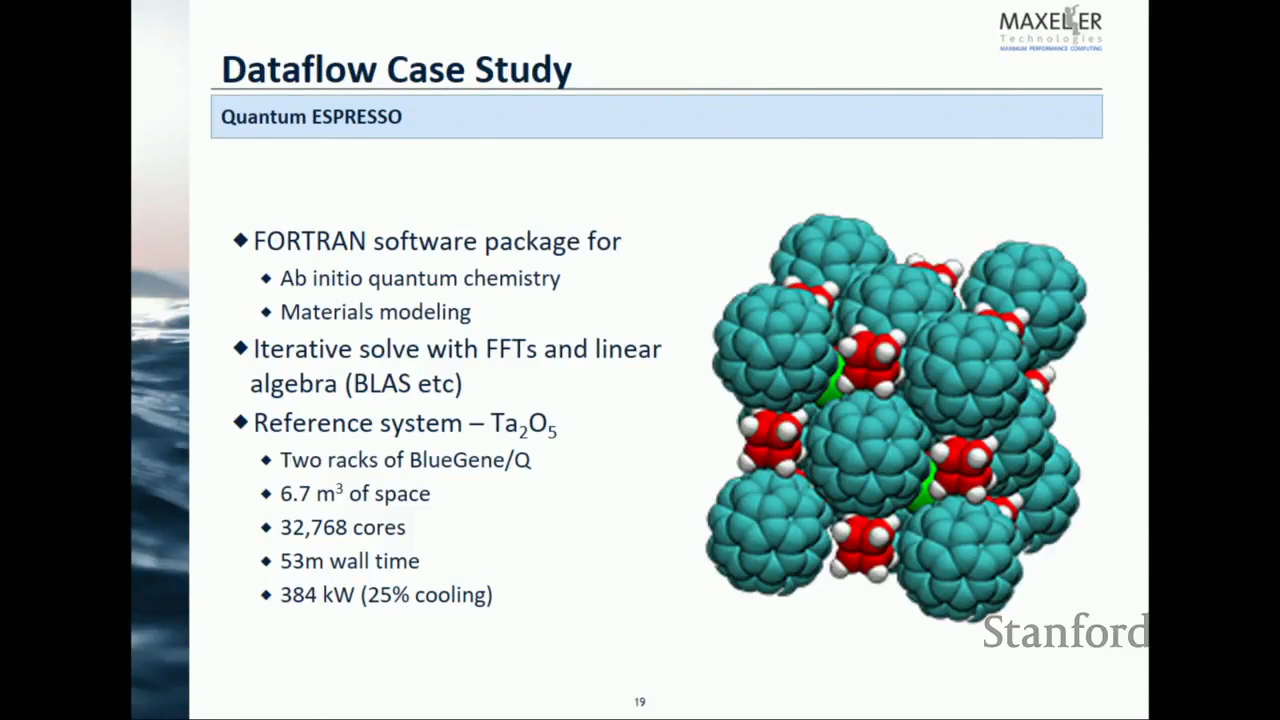 MAXELER
Technologies
MAXIMUM PERFORMANCE COMPUTING
Dataflow Case Study
Quantum ESPRESSO
◆ FORTRAN software package for
◆ Ab initio quantum chemistry
◆ Materials modeling
◆ Iterative solve with FFTs and linear
algebra (BLAS etc)
◆ Reference system – Ta₂O₅
◆ Two racks of BlueGene/Q
◆ 6.7 m³ of space
◆ 32,768 cores
◆ 53m wall time
◆ 384 kW (25% cooling)
Stanford
19